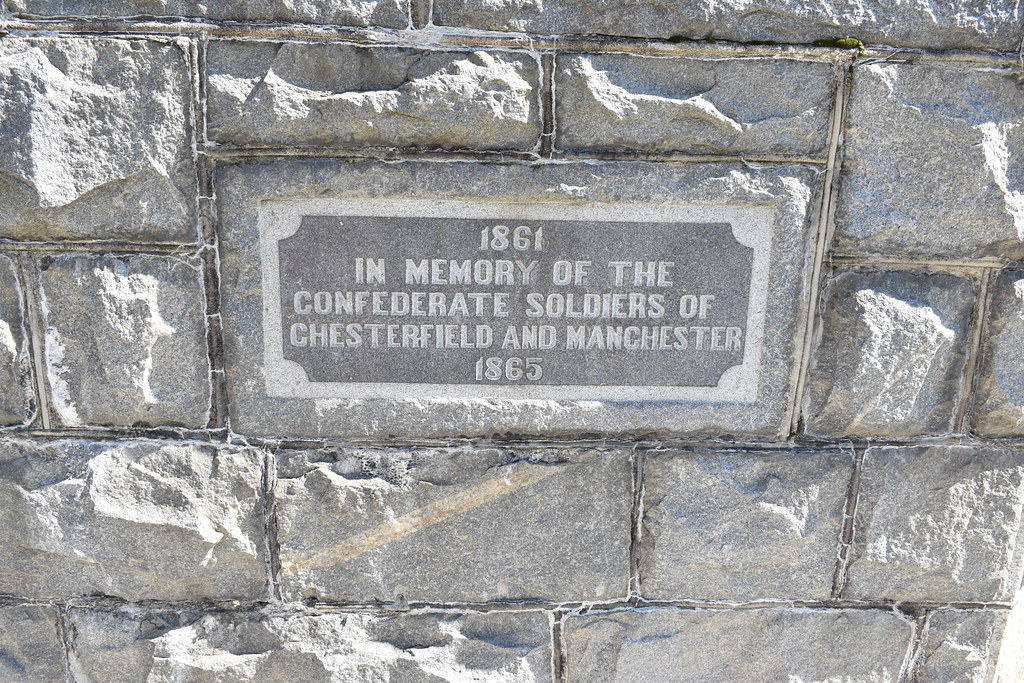 1861
IN MEMORY OF THE
CONFEDERATE SOLDIERS OF
CHESTERFIELD AND MANCHESTER
1865